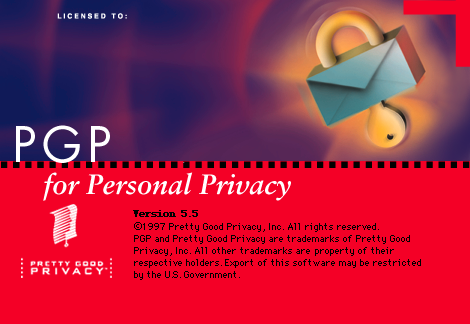 LICENSED TO:
PGP
for Personal Privacy
Version 5.5
©1997 Pretty Good Privacy, Inc. All rights reserved.
PGP and Pretty Good Privacy are trademarks of Pretty Good
Privacy, Inc. All other trademarks are property of their
respective holders. Export of this software may be restricted
by the U.S. Government.
PRETTY GOOD
PRIVACY